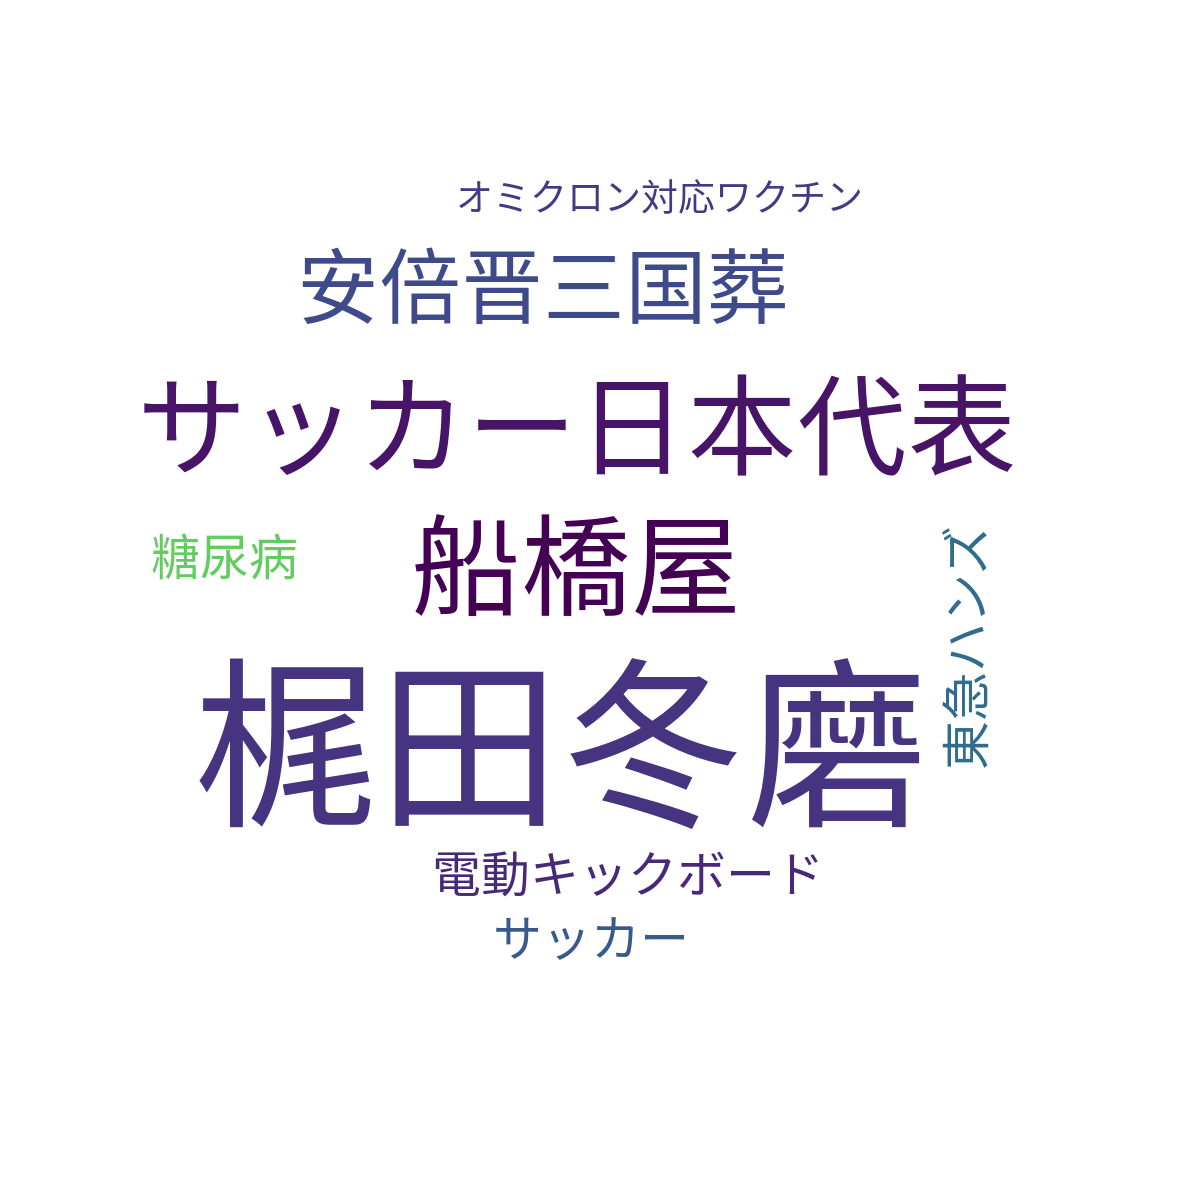 オミクロン対応ワクチン
安倍晋三国葬
サッカー日本代表
船橋屋
糖尿病
東急ハンズ
梶田冬磨
電動キックボード
サッカー